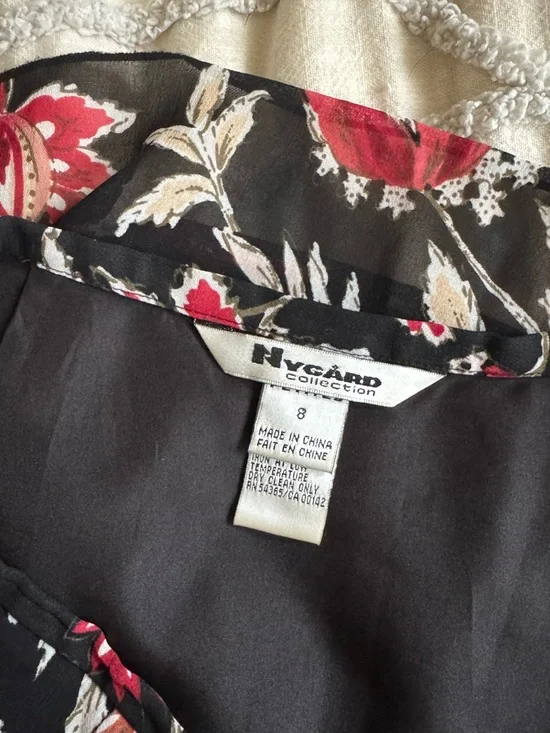 NYGÅRD
collection
PETITES
8
MADE IN CHINA
FAIT EN CHINE
IRON AT LOW
TEMPERATURE
DRY CLEAN ONLY
RN 54365/CA 00142